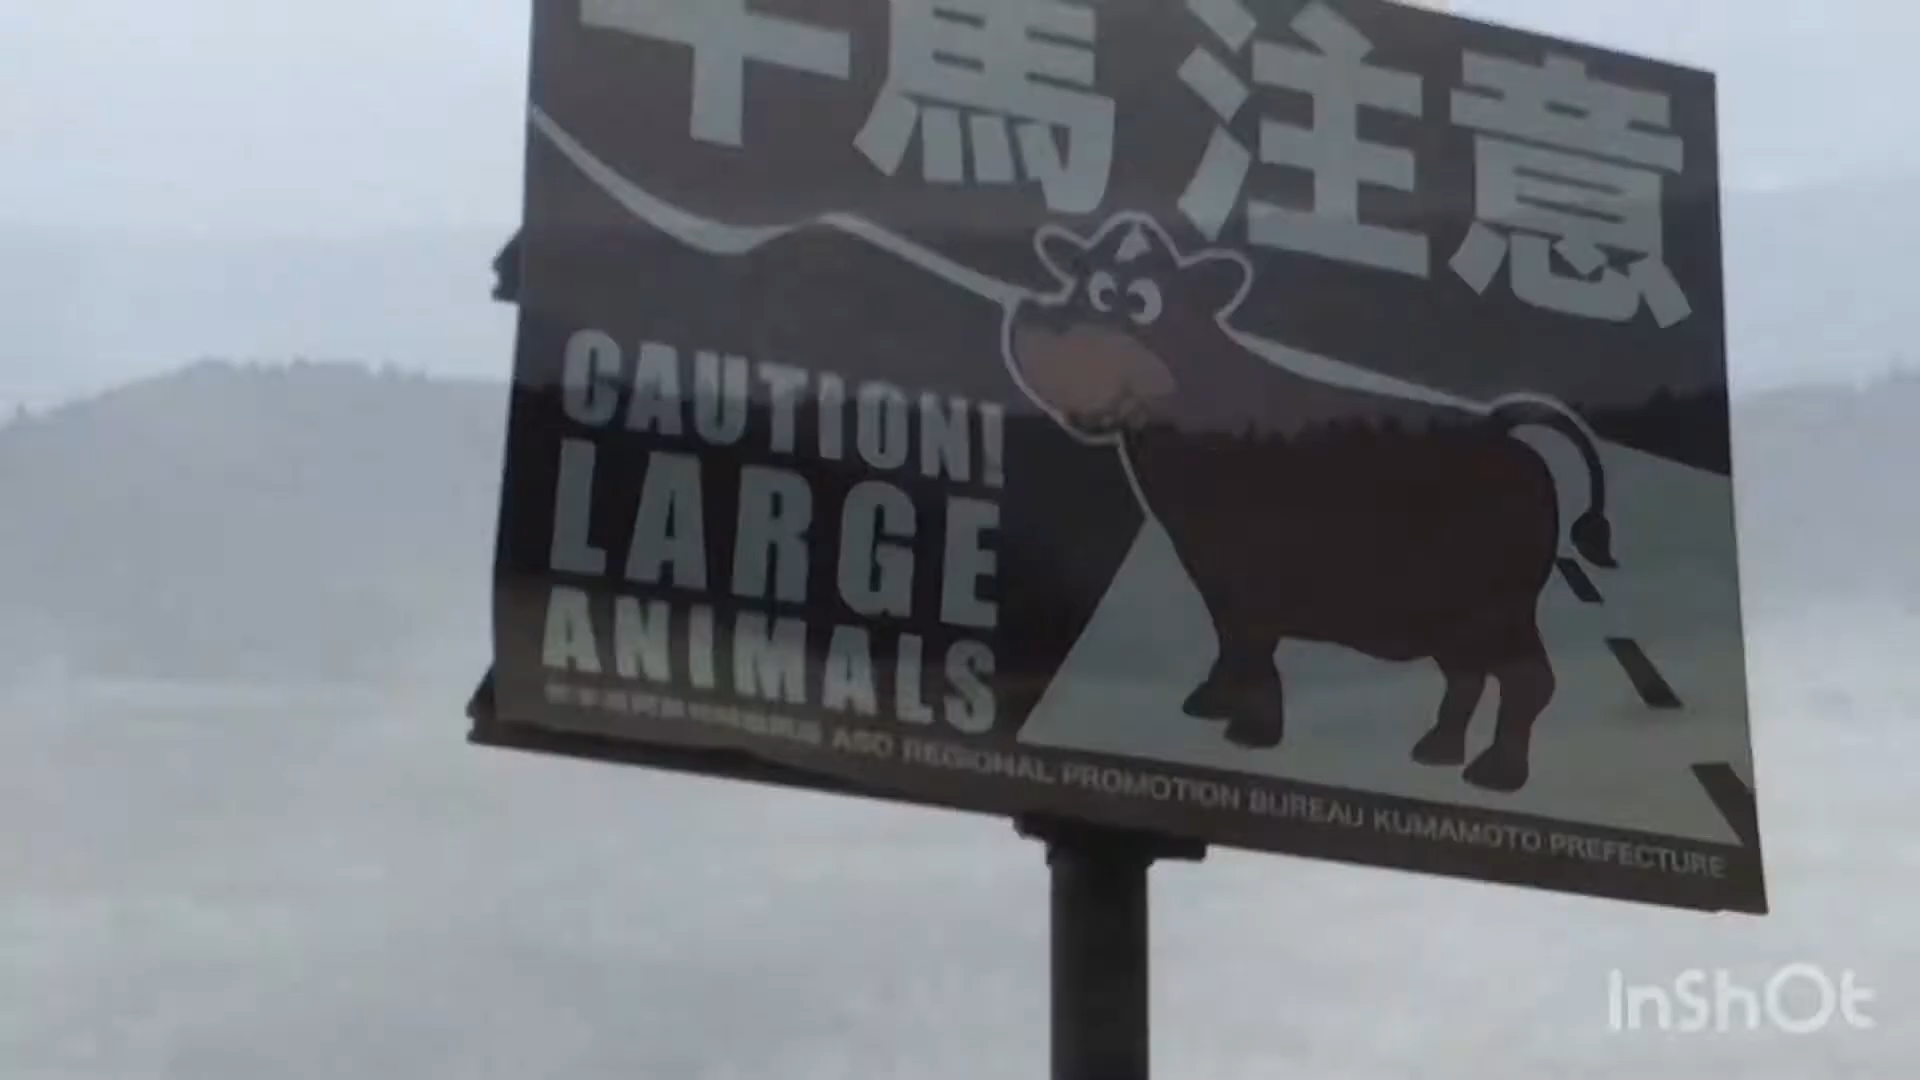 牛馬 注意
CAUTION!
LARGE
ANIMALS
ASO REGIONAL PROMOTION BUREAU KUMAMOTO PREFECTURE
InShOt